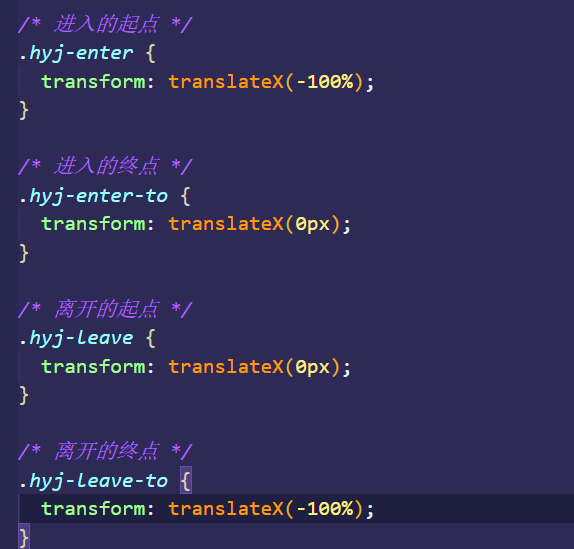 /* 进入的起点 */
.hyj-enter {
  transform: translateX(-100%);
}

/* 进入的终点 */
.hyj-enter-to {
  transform: translateX(0px);
}

/* 离开的起点 */
.hyj-leave {
  transform: translateX(0px);
}

/* 离开的终点 */
.hyj-leave-to {
  transform: translateX(-100%);
}